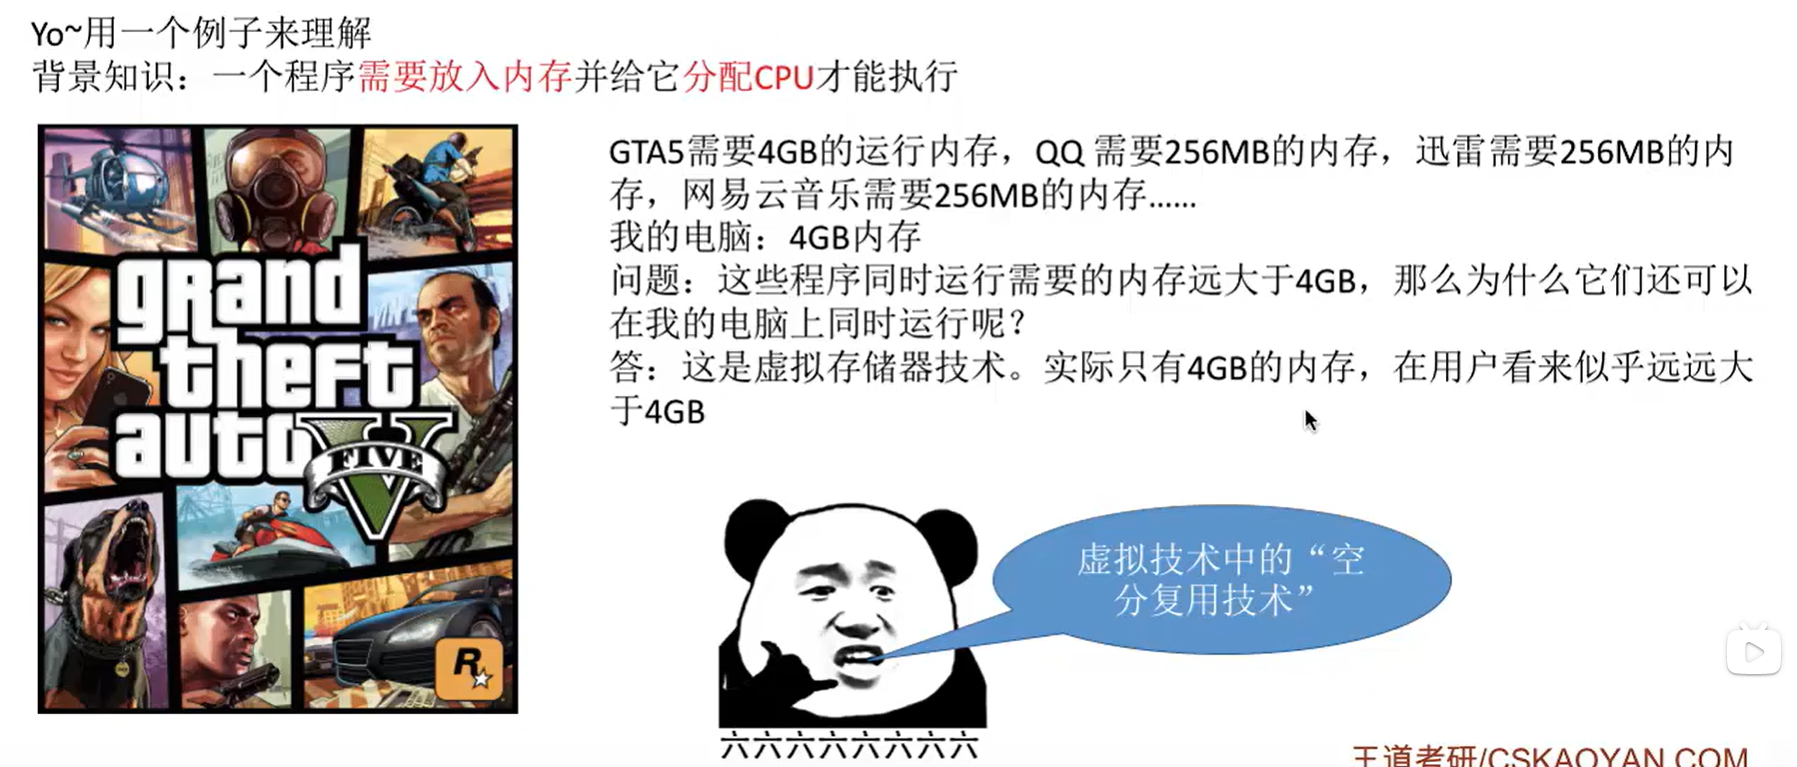 Yo~用一个例子来理解
背景知识：一个程序需要放入内存并给它分配CPU才能执行
grand
theft
auto
V
FIVE
R
GTA5需要4GB的运行内存，QQ 需要256MB的内存，迅雷需要256MB的内
存，网易云音乐需要256MB的内存……
我的电脑：4GB内存
问题：这些程序同时运行需要的内存远大于4GB，那么为什么它们还可以
在我的电脑上同时运行呢？
答：这是虚拟存储器技术。实际只有4GB的内存，在用户看来似乎远远大
于4GB
虚拟技术中的“空
分复用技术”
六六六六六六六六
王道考研/CSKAOYAN.COM